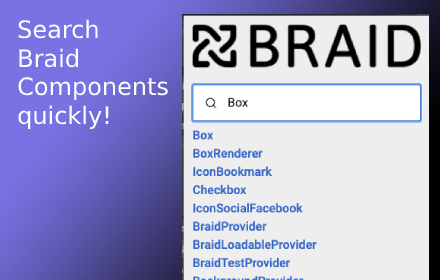 Search
Braid
Components
quickly!
BRAID
Box
Box
BoxRenderer
IconBookmark
Checkbox
IconSocialFacebook
BraidProvider
BraidLoadableProvider
BraidTestProvider
BackgroundProvider